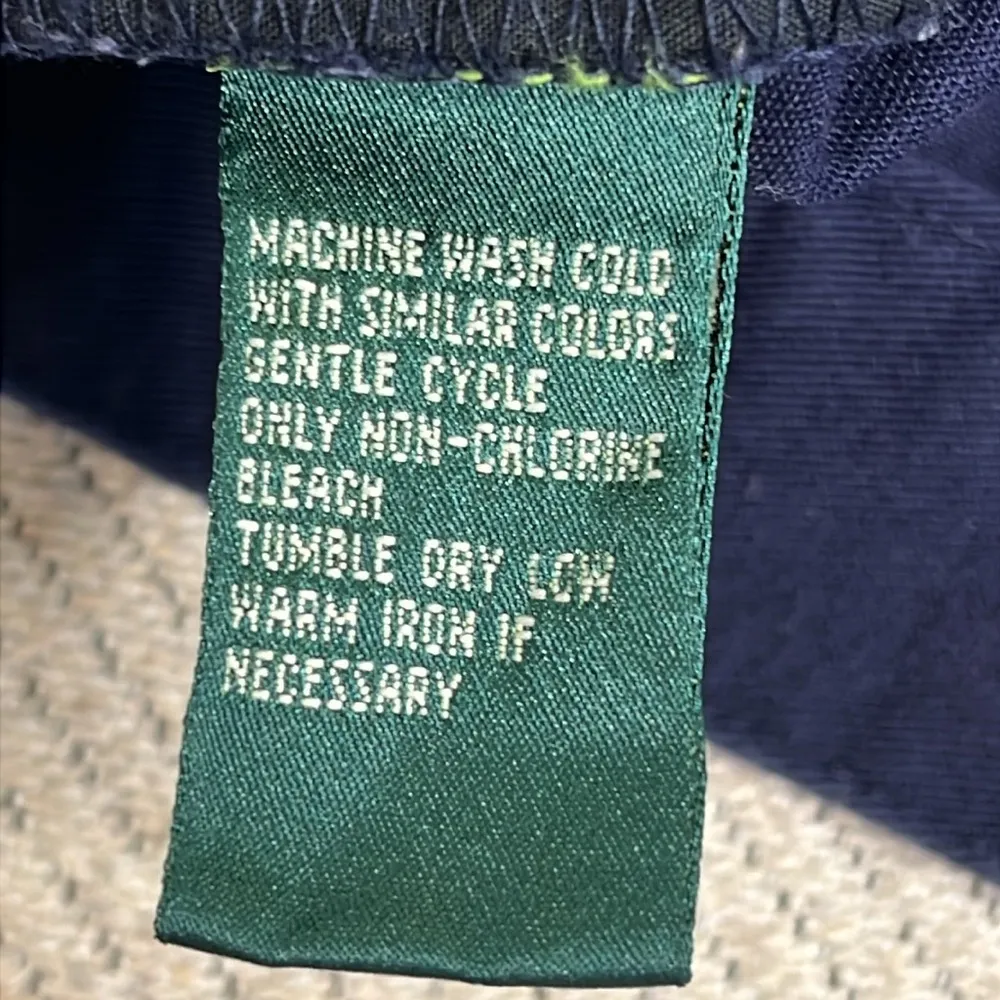 MACHINE WASH COLD
WITH SIMILAR COLORS
GENTLE CYCLE
ONLY NON-CHLORINE
BLEACH
TUMBLE DRY LOW
WARM IRON IF
NECESSARY